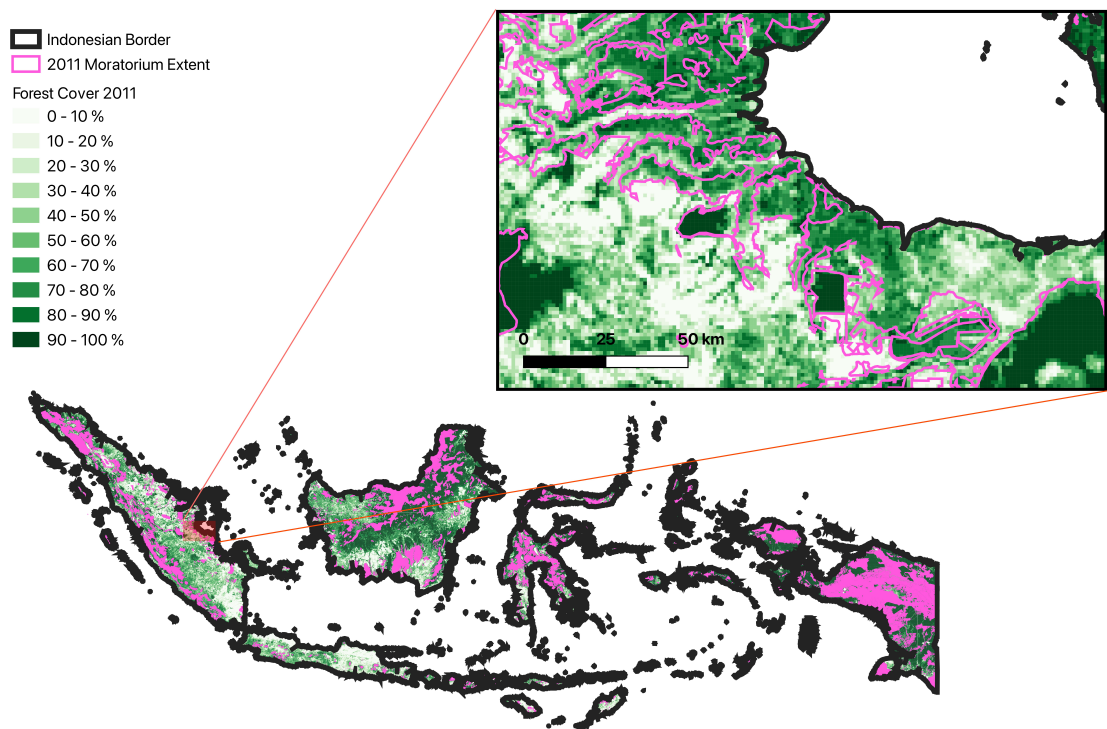 Indonesian Border
2011 Moratorium Extent
Forest Cover 2011
0 - 10 %
10 - 20 %
20 - 30 %
30 - 40 %
40 - 50 %
50 - 60 %
60 - 70 %
70 - 80 %
80 - 90 %
90 - 100 %
0 25 50 km